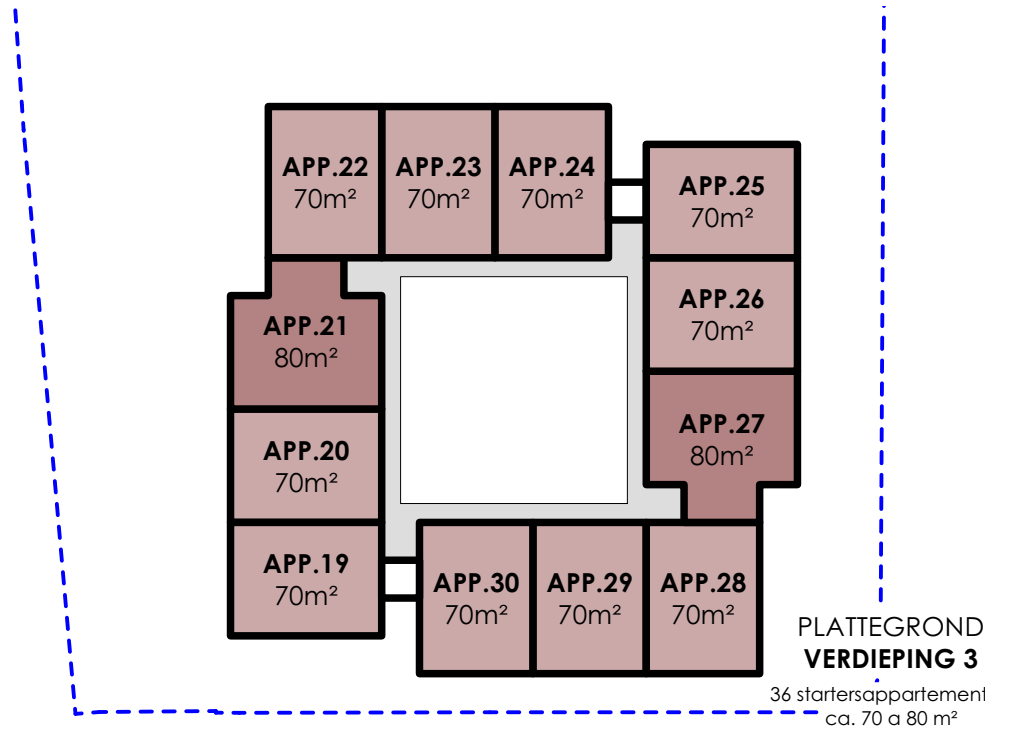 APP.22
70m²
APP.23
70m²
APP.24
70m²
APP.25
70m²
APP.26
70m²
APP.27
80m²
APP.21
80m²
APP.20
70m²
APP.19
70m²
APP.30
70m²
APP.29
70m²
APP.28
70m²
PLATTEGROND
VERDIEPING 3
36 startersappartement
ca. 70 a 80 m²